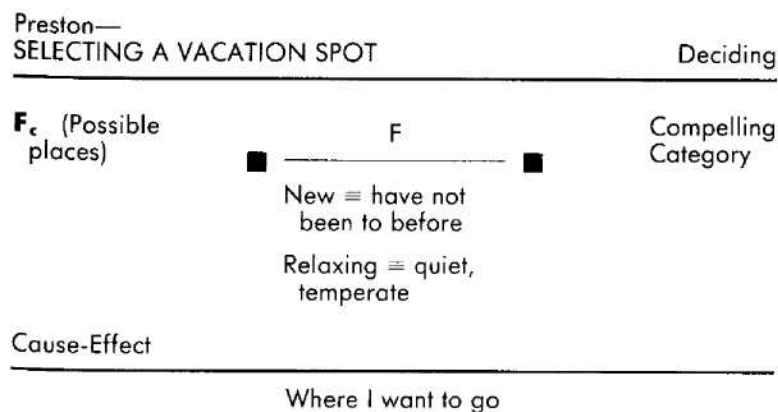 Preston—
SELECTING A VACATION SPOT Deciding
F꜀ (Possible places) F Compelling Category
New ≡ have not
been to before
Relaxing ≡ quiet,
temperate
Cause-Effect
Where I want to go